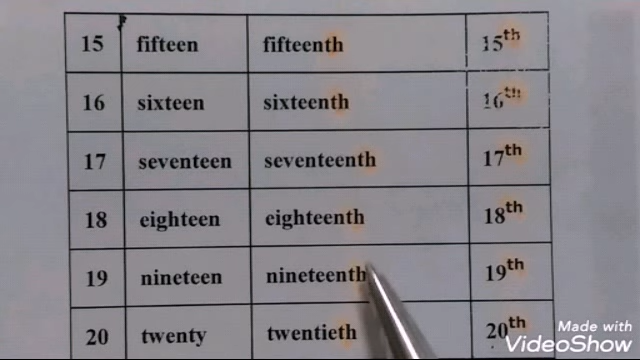 15 fifteen fifteenth 15th
16 sixteen sixteenth 16th
17 seventeen seventeenth 17th
18 eighteen eighteenth 18th
19 nineteen nineteenth 19th
20 twenty twentieth 20th
Made with
VideoShow